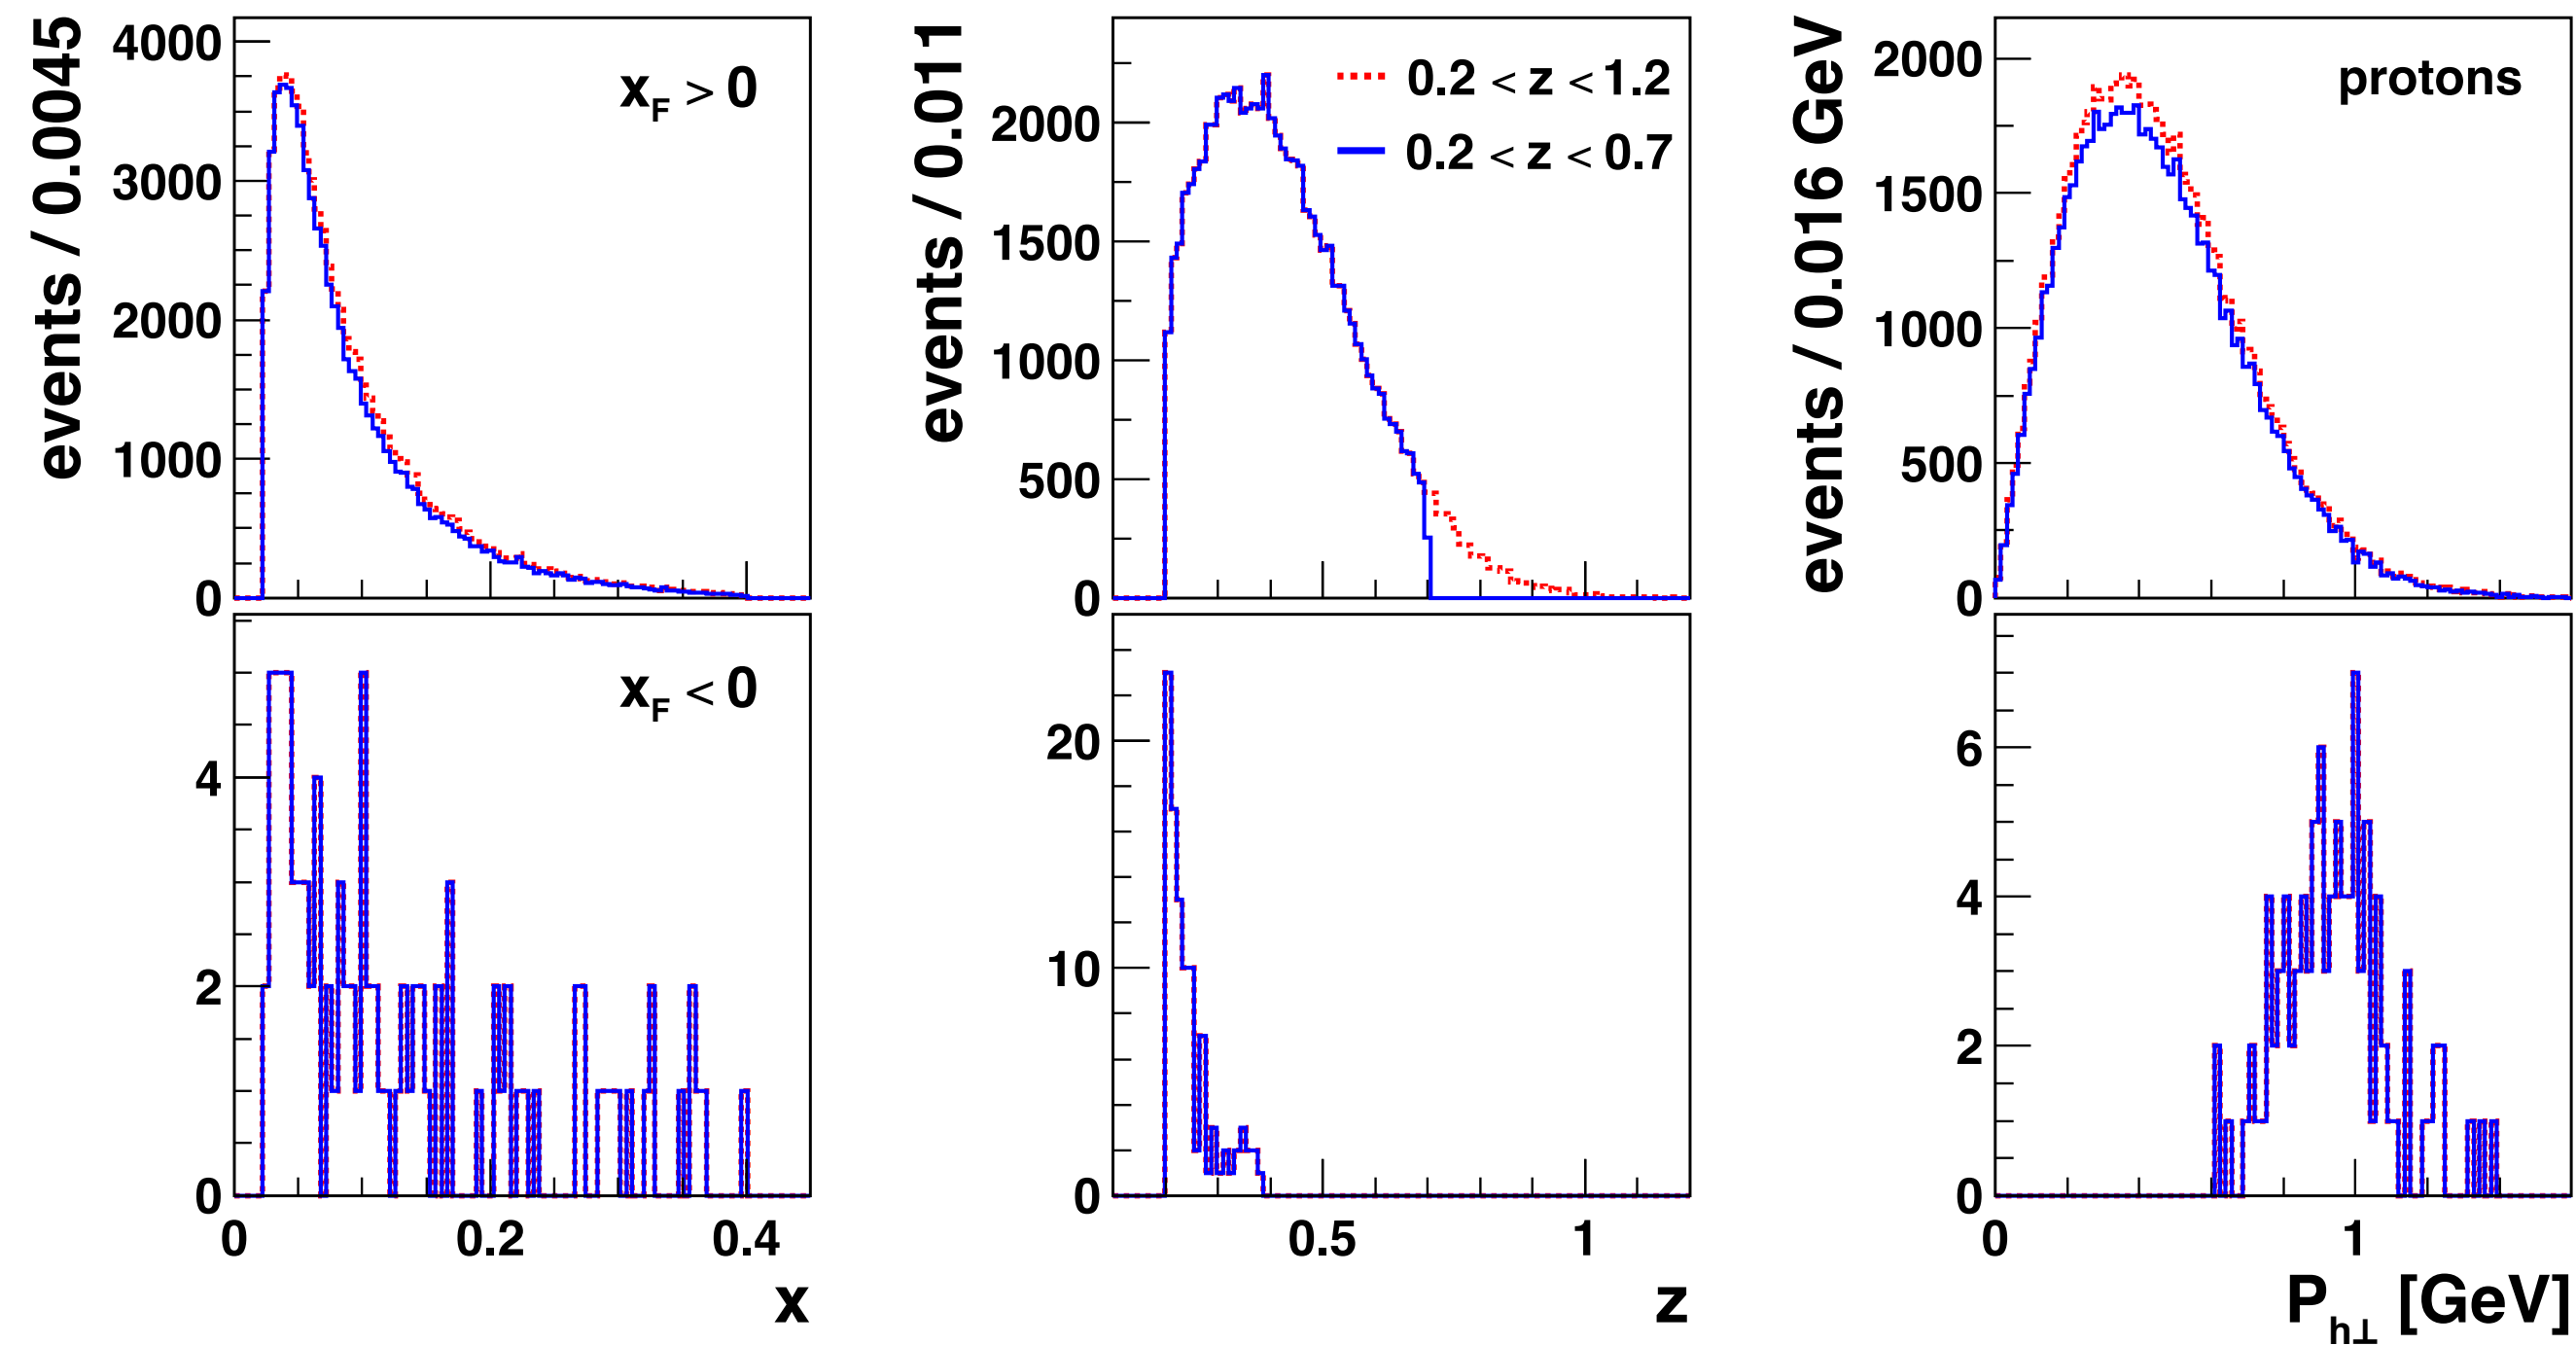 events / 0.0045
4000
3000
2000
1000
0
x_F > 0
events / 0.011
2000
1500
1000
500
0
0.2 < z < 1.2
0.2 < z < 0.7
events / 0.016 GeV
2000
1500
1000
500
0
protons
4
2
0
x_F < 0
0
0.2
0.4
x
20
10
0
0.5
1
z
6
4
2
0
0
1
P_h⊥ [GeV]